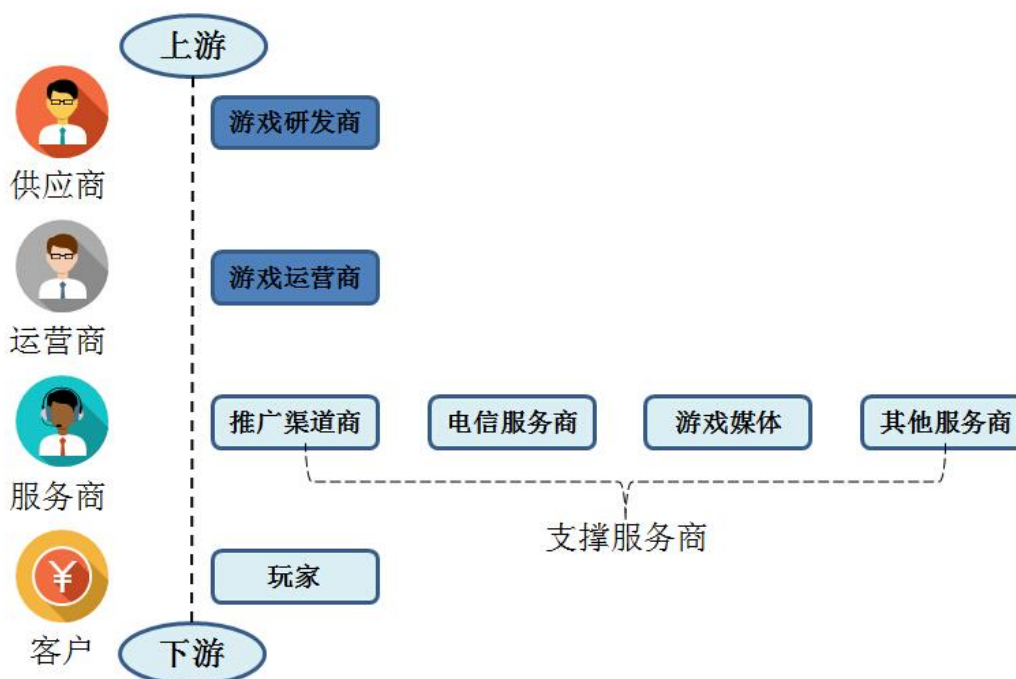 上游
游戏研发商
供应商
游戏运营商
运营商
推广渠道商 电信服务商 游戏媒体 其他服务商
服务商
支撑服务商
玩家
¥
客户
下游